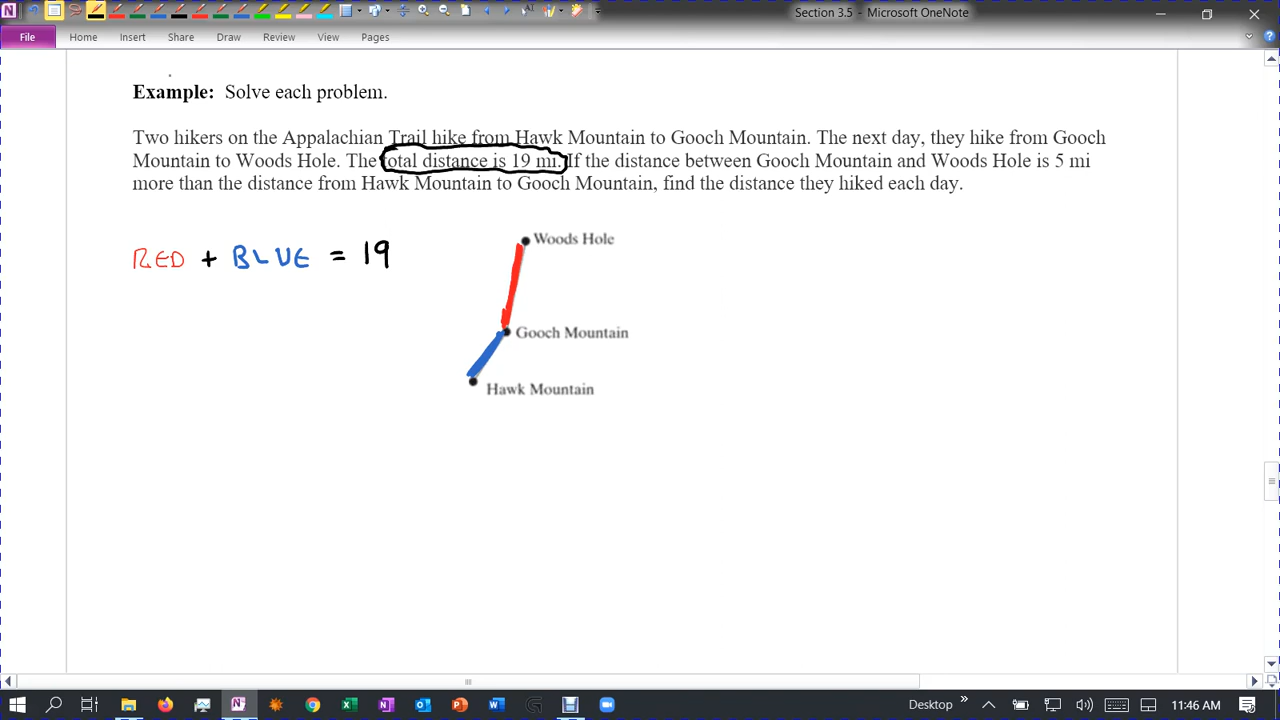 Section 3.5 - Microsoft OneNote
File Home Insert Share Draw Review View Pages
Example: Solve each problem.
Two hikers on the Appalachian Trail hike from Hawk Mountain to Gooch Mountain. The next day, they hike from Gooch
Mountain to Woods Hole. The total distance is 19 mi. If the distance between Gooch Mountain and Woods Hole is 5 mi
more than the distance from Hawk Mountain to Gooch Mountain, find the distance they hiked each day.
RED + BLUE = 19
Woods Hole
Gooch Mountain
Hawk Mountain
Desktop
11:46 AM